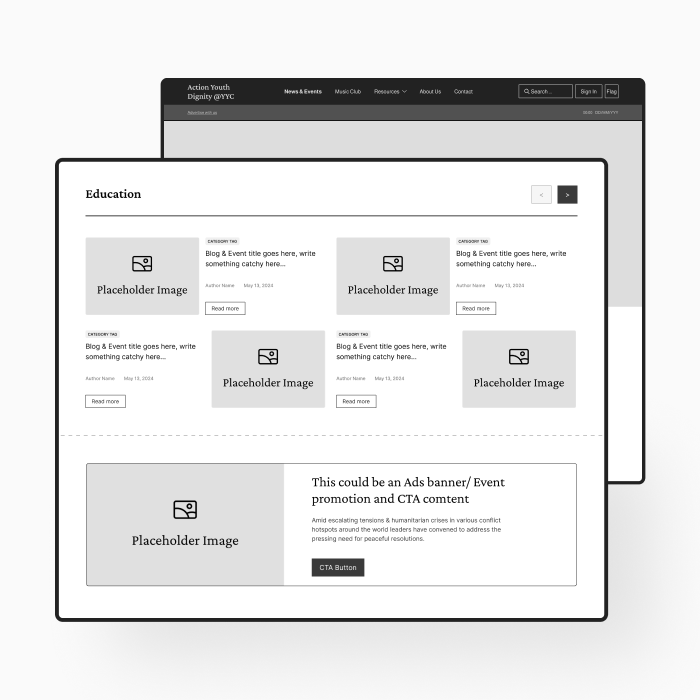 Action Youth
Dignity @YYC
News & Events
Music Club
Resources
About Us
Contact
Search...
Sign In
Flag
Advertise with us
Education
<
>
Placeholder Image
CATEGORY TAG
Blog & Event title goes here, write
something catchy here...
Author Name May 13, 2024
Read more
Placeholder Image
CATEGORY TAG
Blog & Event title goes here, write
something catchy here...
Author Name May 13, 2024
Read more
CATEGORY TAG
Blog & Event title goes here, write
something catchy here...
Author Name May 13, 2024
Read more
Placeholder Image
CATEGORY TAG
Blog & Event title goes here, write
something catchy here...
Author Name May 13, 2024
Read more
Placeholder Image
Placeholder Image
This could be an Ads banner/ Event
promotion and CTA comtent
Amid escalating tensions & humanitarian crises in various conflict
hotspots around the world leaders have convened to address the
pressing need for peaceful resolutions.
CTA Button